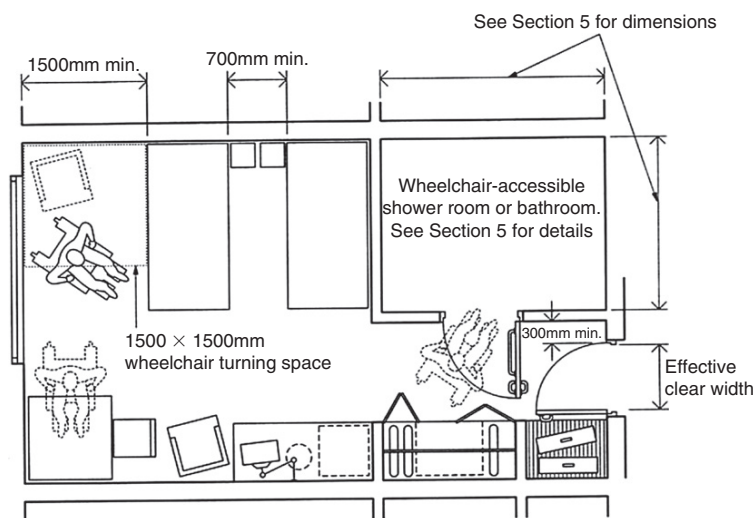 See Section 5 for dimensions
1500mm min.
700mm min.
Wheelchair-accessible
shower room or bathroom.
See Section 5 for details
300mm min.
1500 × 1500mm
wheelchair turning space
Effective
clear width